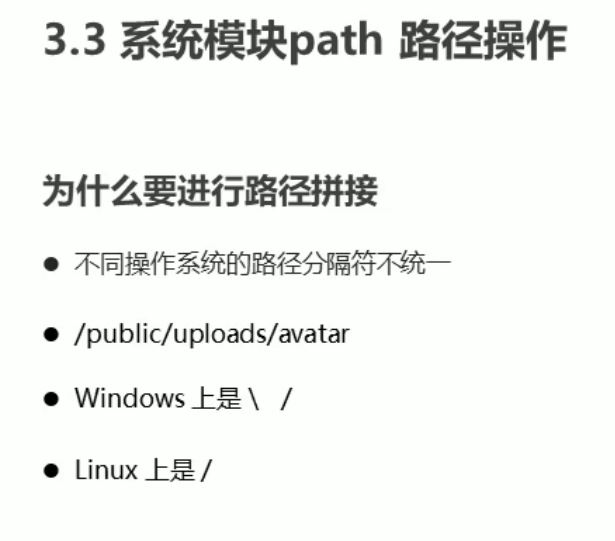 3.3 系统模块path 路径操作
为什么要进行路径拼接
● 不同操作系统的路径分隔符不统一
● /public/uploads/avatar
● Windows 上是 \ /
● Linux 上是 /